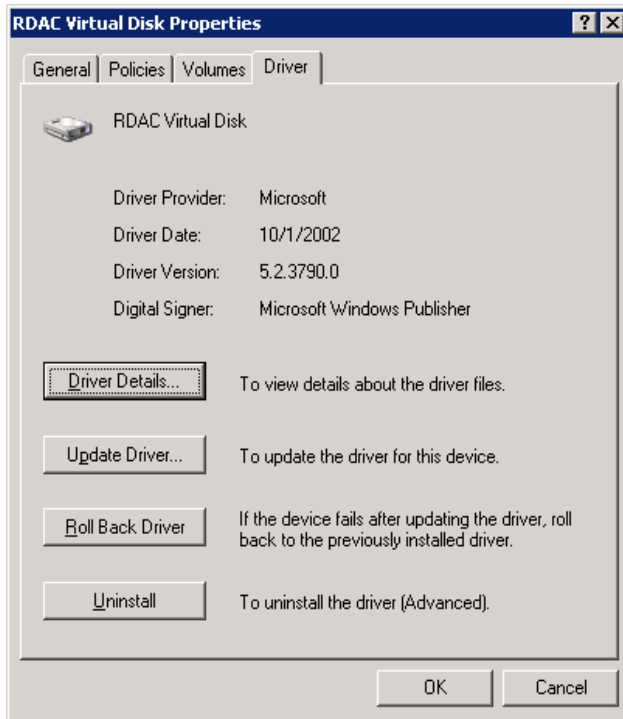 RDAC Virtual Disk Properties
General Policies Volumes Driver
RDAC Virtual Disk
Driver Provider: Microsoft
Driver Date: 10/1/2002
Driver Version: 5.2.3790.0
Digital Signer: Microsoft Windows Publisher
Driver Details... To view details about the driver files.
Update Driver... To update the driver for this device.
Roll Back Driver If the device fails after updating the driver, roll
back to the previously installed driver.
Uninstall To uninstall the driver (Advanced).
OK Cancel